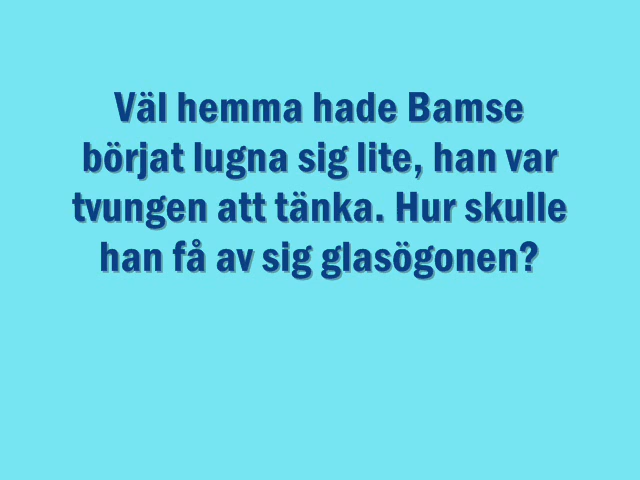 Väl hemma hade Bamse
börjat lugna sig lite, han var
tvungen att tänka. Hur skulle
han få av sig glasögonen?